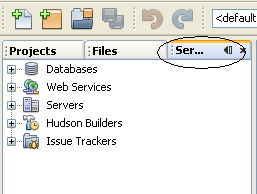 <default
Projects Files Ser...
Databases
Web Services
Servers
Hudson Builders
Issue Trackers